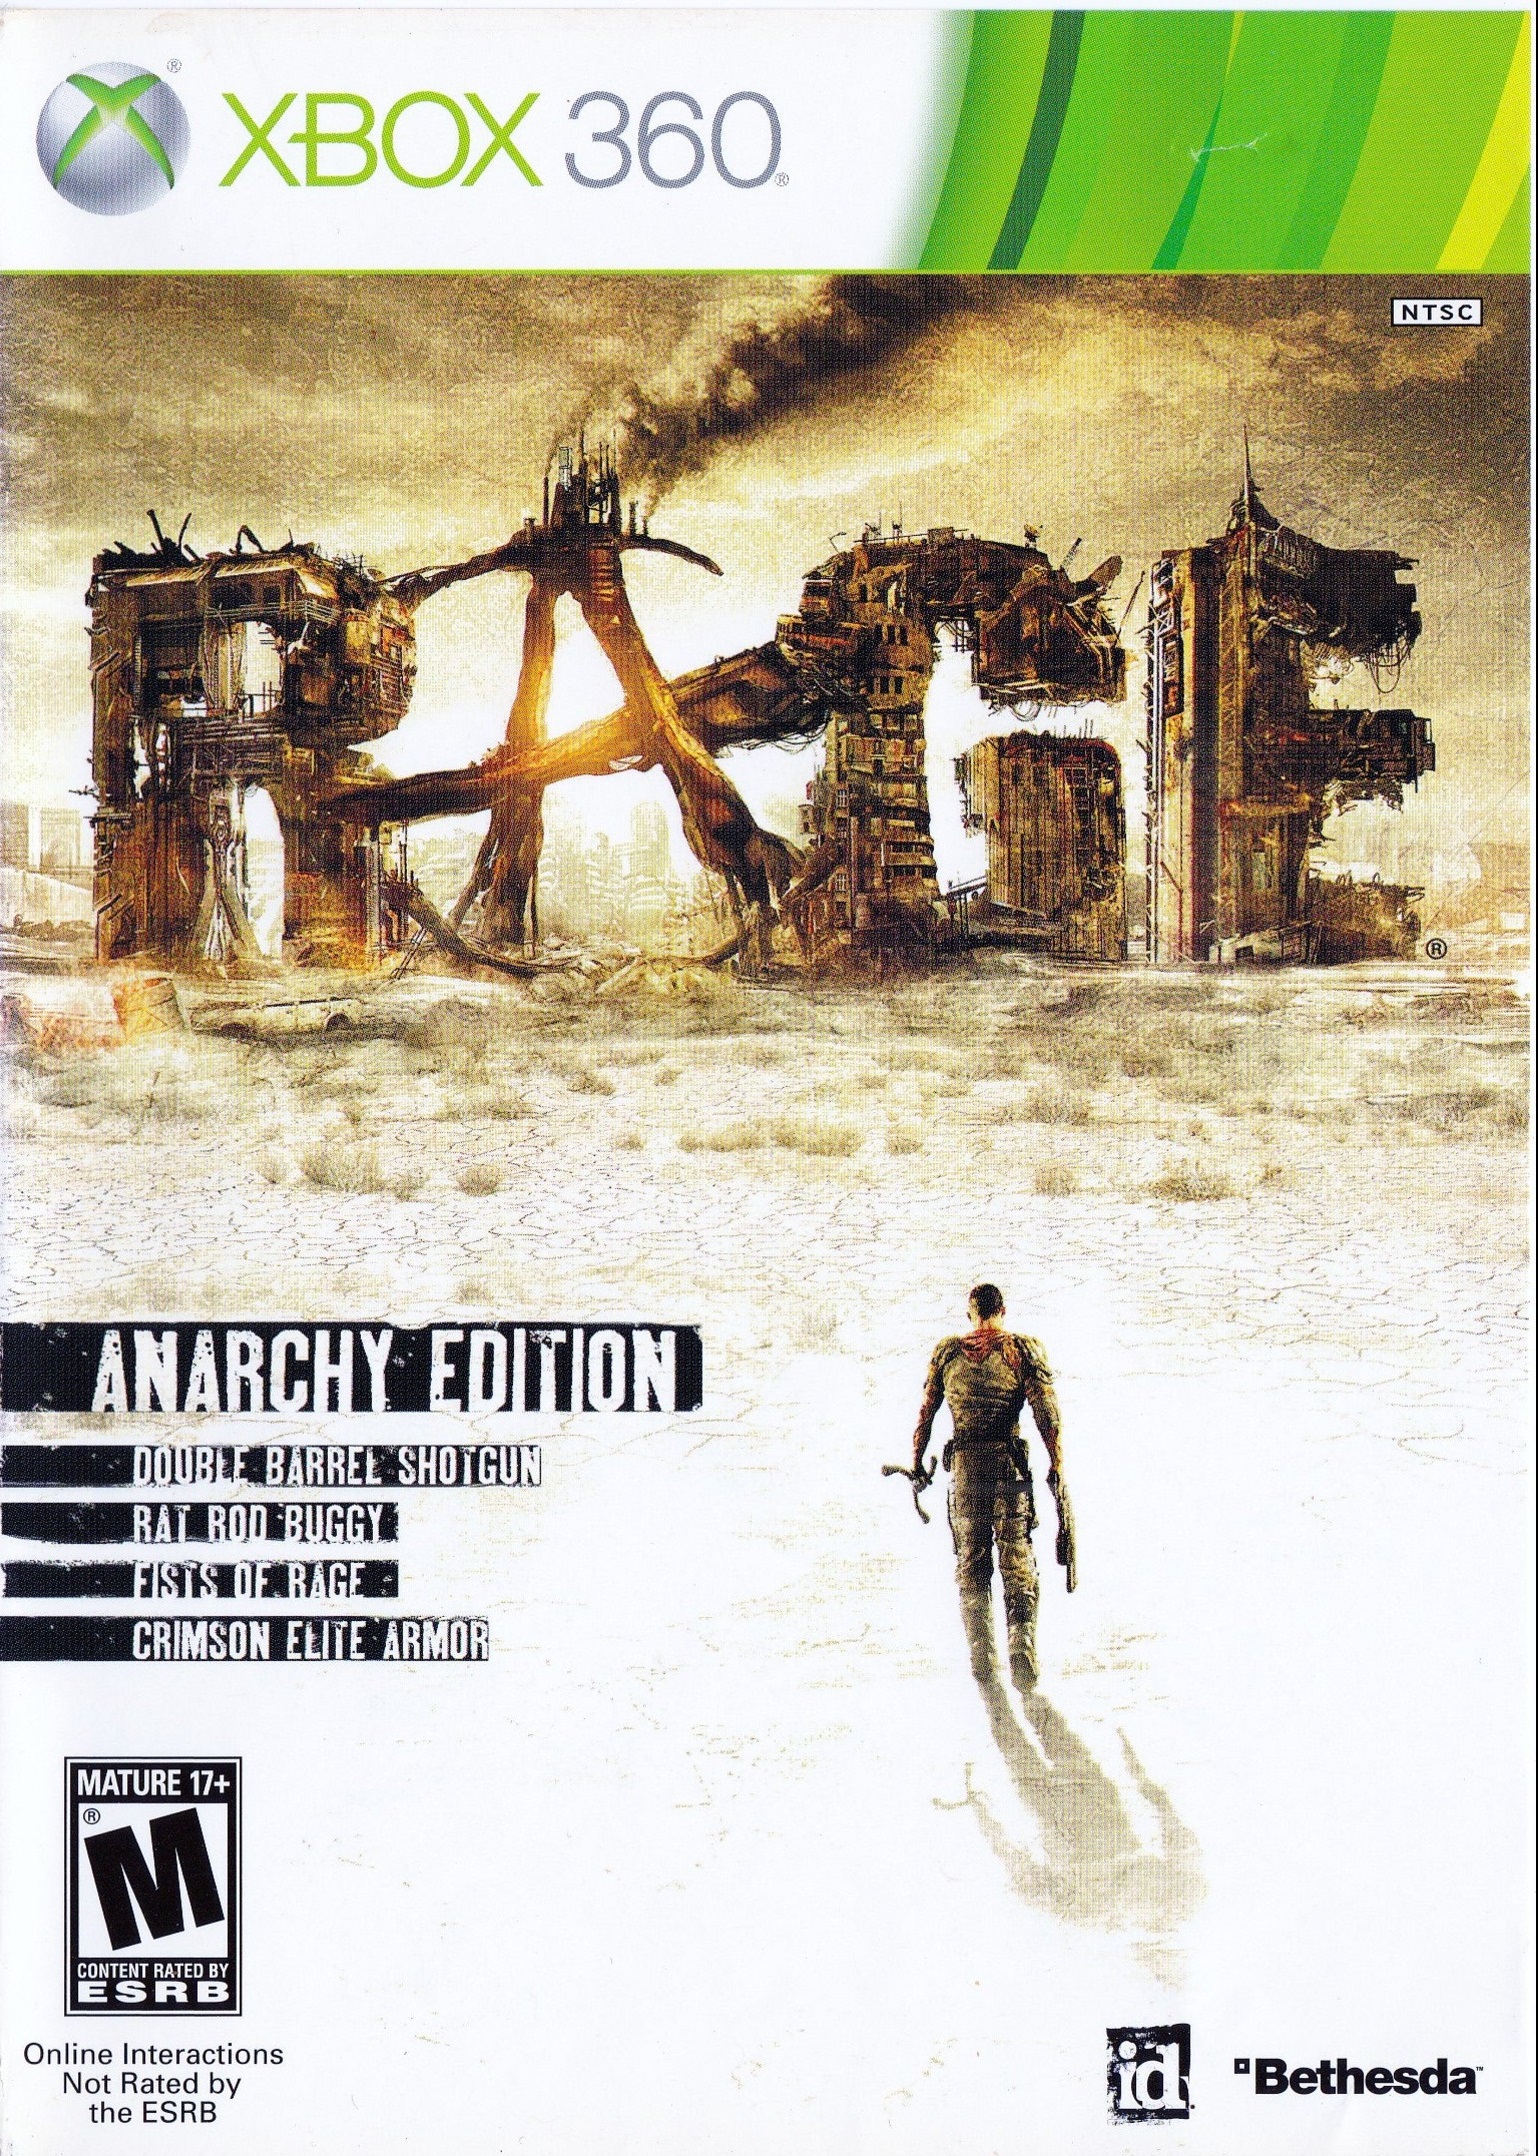 XBOX 360
NTSC
RAGE
ANARCHY EDITION
DOUBLE BARREL SHOTGUN
RAT ROD BUGGY
FISTS OF RAGE
CRIMSON ELITE ARMOR
MATURE 17+
M
CONTENT RATED BY
ESRB
Online Interactions
Not Rated by
the ESRB
id
Bethesda